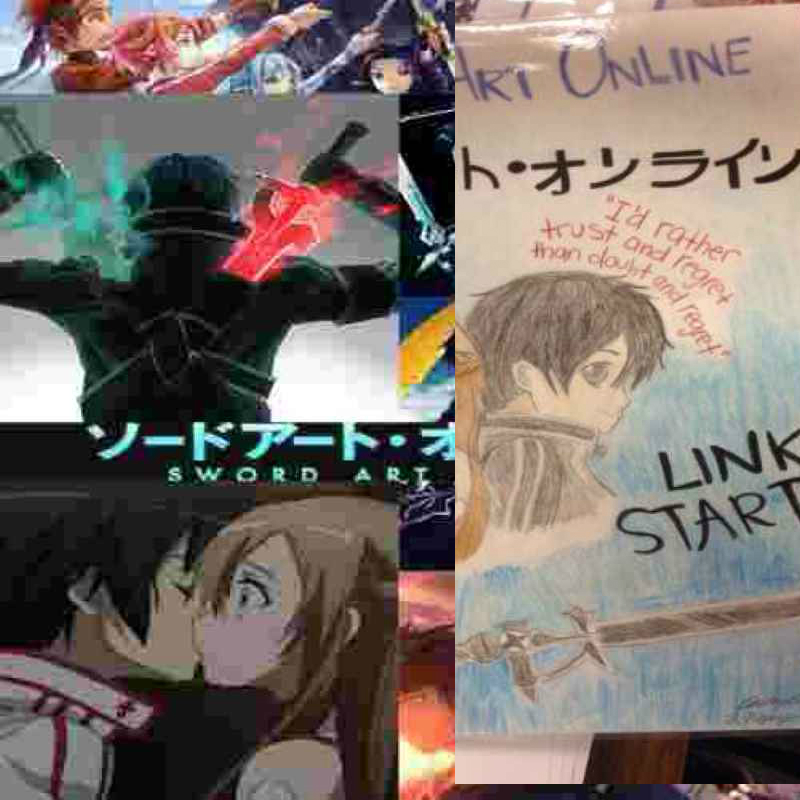 ソードアート・オ
SWORD ART
ART ONLINE
ト・オンライン
"I'd rather
trust and regret
than doubt and regret"
LINK
START